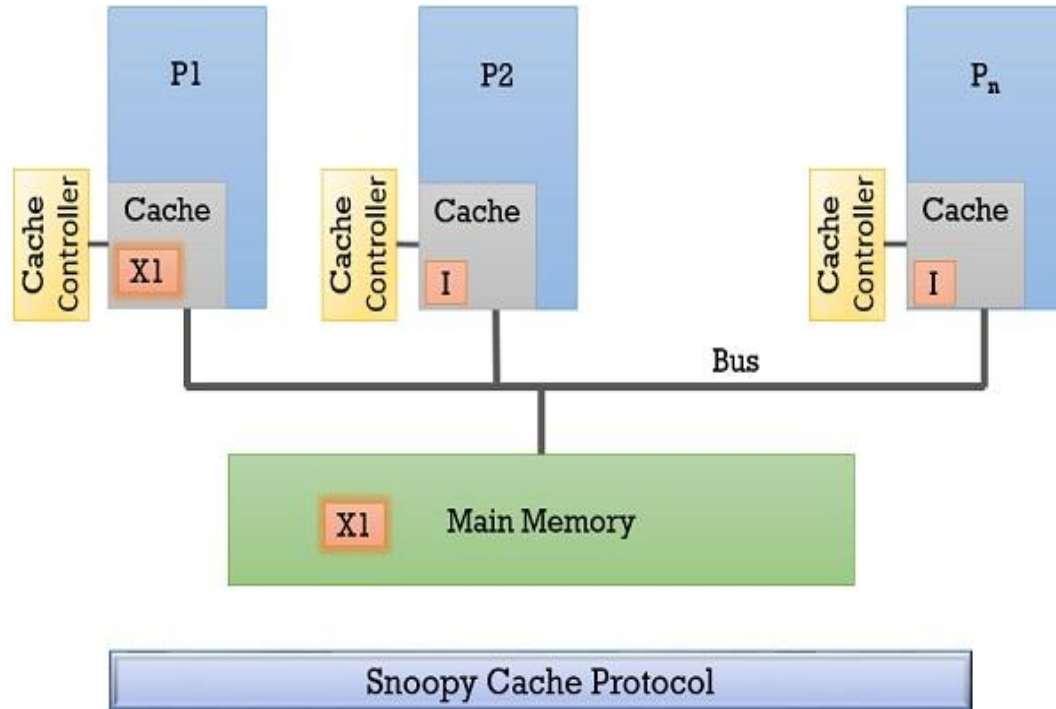 P1
P2
Pn
Cache
Controller
Cache
X1
Cache
Controller
Cache
I
Cache
Controller
Cache
I
Bus
X1
Main Memory
Snoopy Cache Protocol